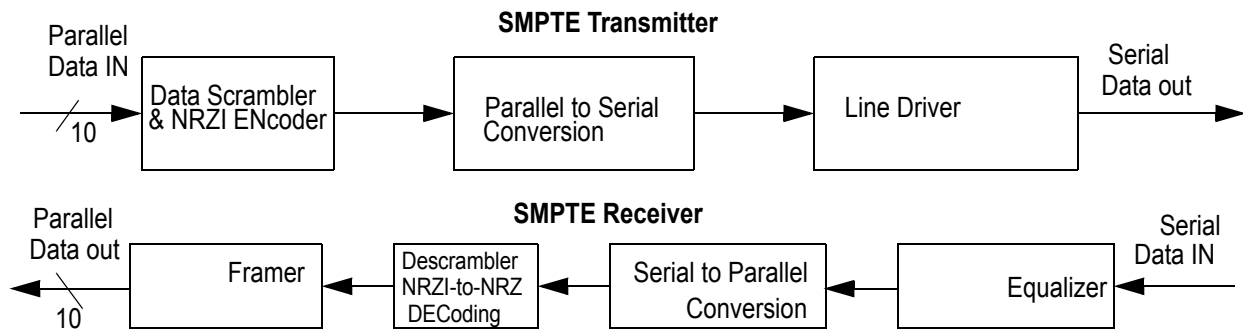 SMPTE Transmitter
Parallel
Data IN
10
Data Scrambler
& NRZI ENcoder
Parallel to Serial
Conversion
Line Driver
Serial
Data out
SMPTE Receiver
Parallel
Data out
10
Framer
Descrambler
NRZI-to-NRZ
DECoding
Serial to Parallel
Conversion
Equalizer
Serial
Data IN